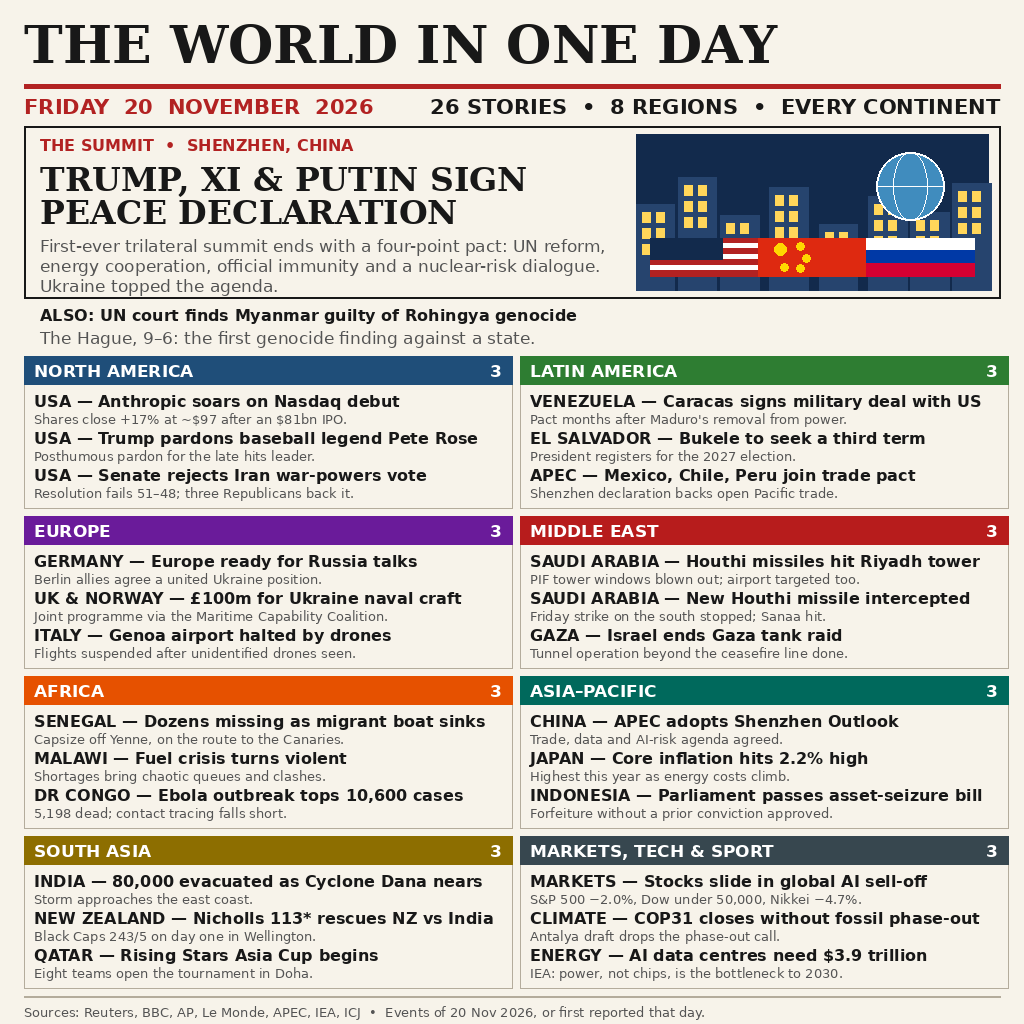 THE WORLD IN ONE DAY
FRIDAY 20 NOVEMBER 2026
26 STORIES • 8 REGIONS • EVERY CONTINENT
THE SUMMIT • SHENZHEN, CHINA
TRUMP, XI & PUTIN SIGN
PEACE DECLARATION
First-ever trilateral summit ends with a four-point pact: UN reform,
energy cooperation, official immunity and a nuclear-risk dialogue.
Ukraine topped the agenda.
ALSO: UN court finds Myanmar guilty of Rohingya genocide
The Hague, 9–6: the first genocide finding against a state.
NORTH AMERICA 3
USA — Anthropic soars on Nasdaq debut
Shares close +17% at ~$97 after an $81bn IPO.
USA — Trump pardons baseball legend Pete Rose
Posthumous pardon for the late hits leader.
USA — Senate rejects Iran war-powers vote
Resolution fails 51–48; three Republicans back it.
LATIN AMERICA 3
VENEZUELA — Caracas signs military deal with US
Pact months after Maduro's removal from power.
EL SALVADOR — Bukele to seek a third term
President registers for the 2027 election.
APEC — Mexico, Chile, Peru join trade pact
Shenzhen declaration backs open Pacific trade.
EUROPE 3
GERMANY — Europe ready for Russia talks
Berlin allies agree a united Ukraine position.
UK & NORWAY — £100m for Ukraine naval craft
Joint programme via the Maritime Capability Coalition.
ITALY — Genoa airport halted by drones
Flights suspended after unidentified drones seen.
MIDDLE EAST 3
SAUDI ARABIA — Houthi missiles hit Riyadh tower
PIF tower windows blown out; airport targeted too.
SAUDI ARABIA — New Houthi missile intercepted
Friday strike on the south stopped; Sanaa hit.
GAZA — Israel ends Gaza tank raid
Tunnel operation beyond the ceasefire line done.
AFRICA 3
SENEGAL — Dozens missing as migrant boat sinks
Capsize off Yenne, on the route to the Canaries.
MALAWI — Fuel crisis turns violent
Shortages bring chaotic queues and clashes.
DR CONGO — Ebola outbreak tops 10,600 cases
5,198 dead; contact tracing falls short.
ASIA–PACIFIC 3
CHINA — APEC adopts Shenzhen Outlook
Trade, data and AI-risk agenda agreed.
JAPAN — Core inflation hits 2.2% high
Highest this year as energy costs climb.
INDONESIA — Parliament passes asset-seizure bill
Forfeiture without a prior conviction approved.
SOUTH ASIA 3
INDIA — 80,000 evacuated as Cyclone Dana nears
Storm approaches the east coast.
NEW ZEALAND — Nicholls 113* rescues NZ vs India
Black Caps 243/5 on day one in Wellington.
QATAR — Rising Stars Asia Cup begins
Eight teams open the tournament in Doha.
MARKETS, TECH & SPORT 3
MARKETS — Stocks slide in global AI sell-off
S&P 500 −2.0%, Dow under 50,000, Nikkei −4.7%.
CLIMATE — COP31 closes without fossil phase-out
Antalya draft drops the phase-out call.
ENERGY — AI data centres need $3.9 trillion
IEA: power, not chips, is the bottleneck to 2030.
Sources: Reuters, BBC, AP, Le Monde, APEC, IEA, ICJ • Events of 20 Nov 2026, or first reported that day.